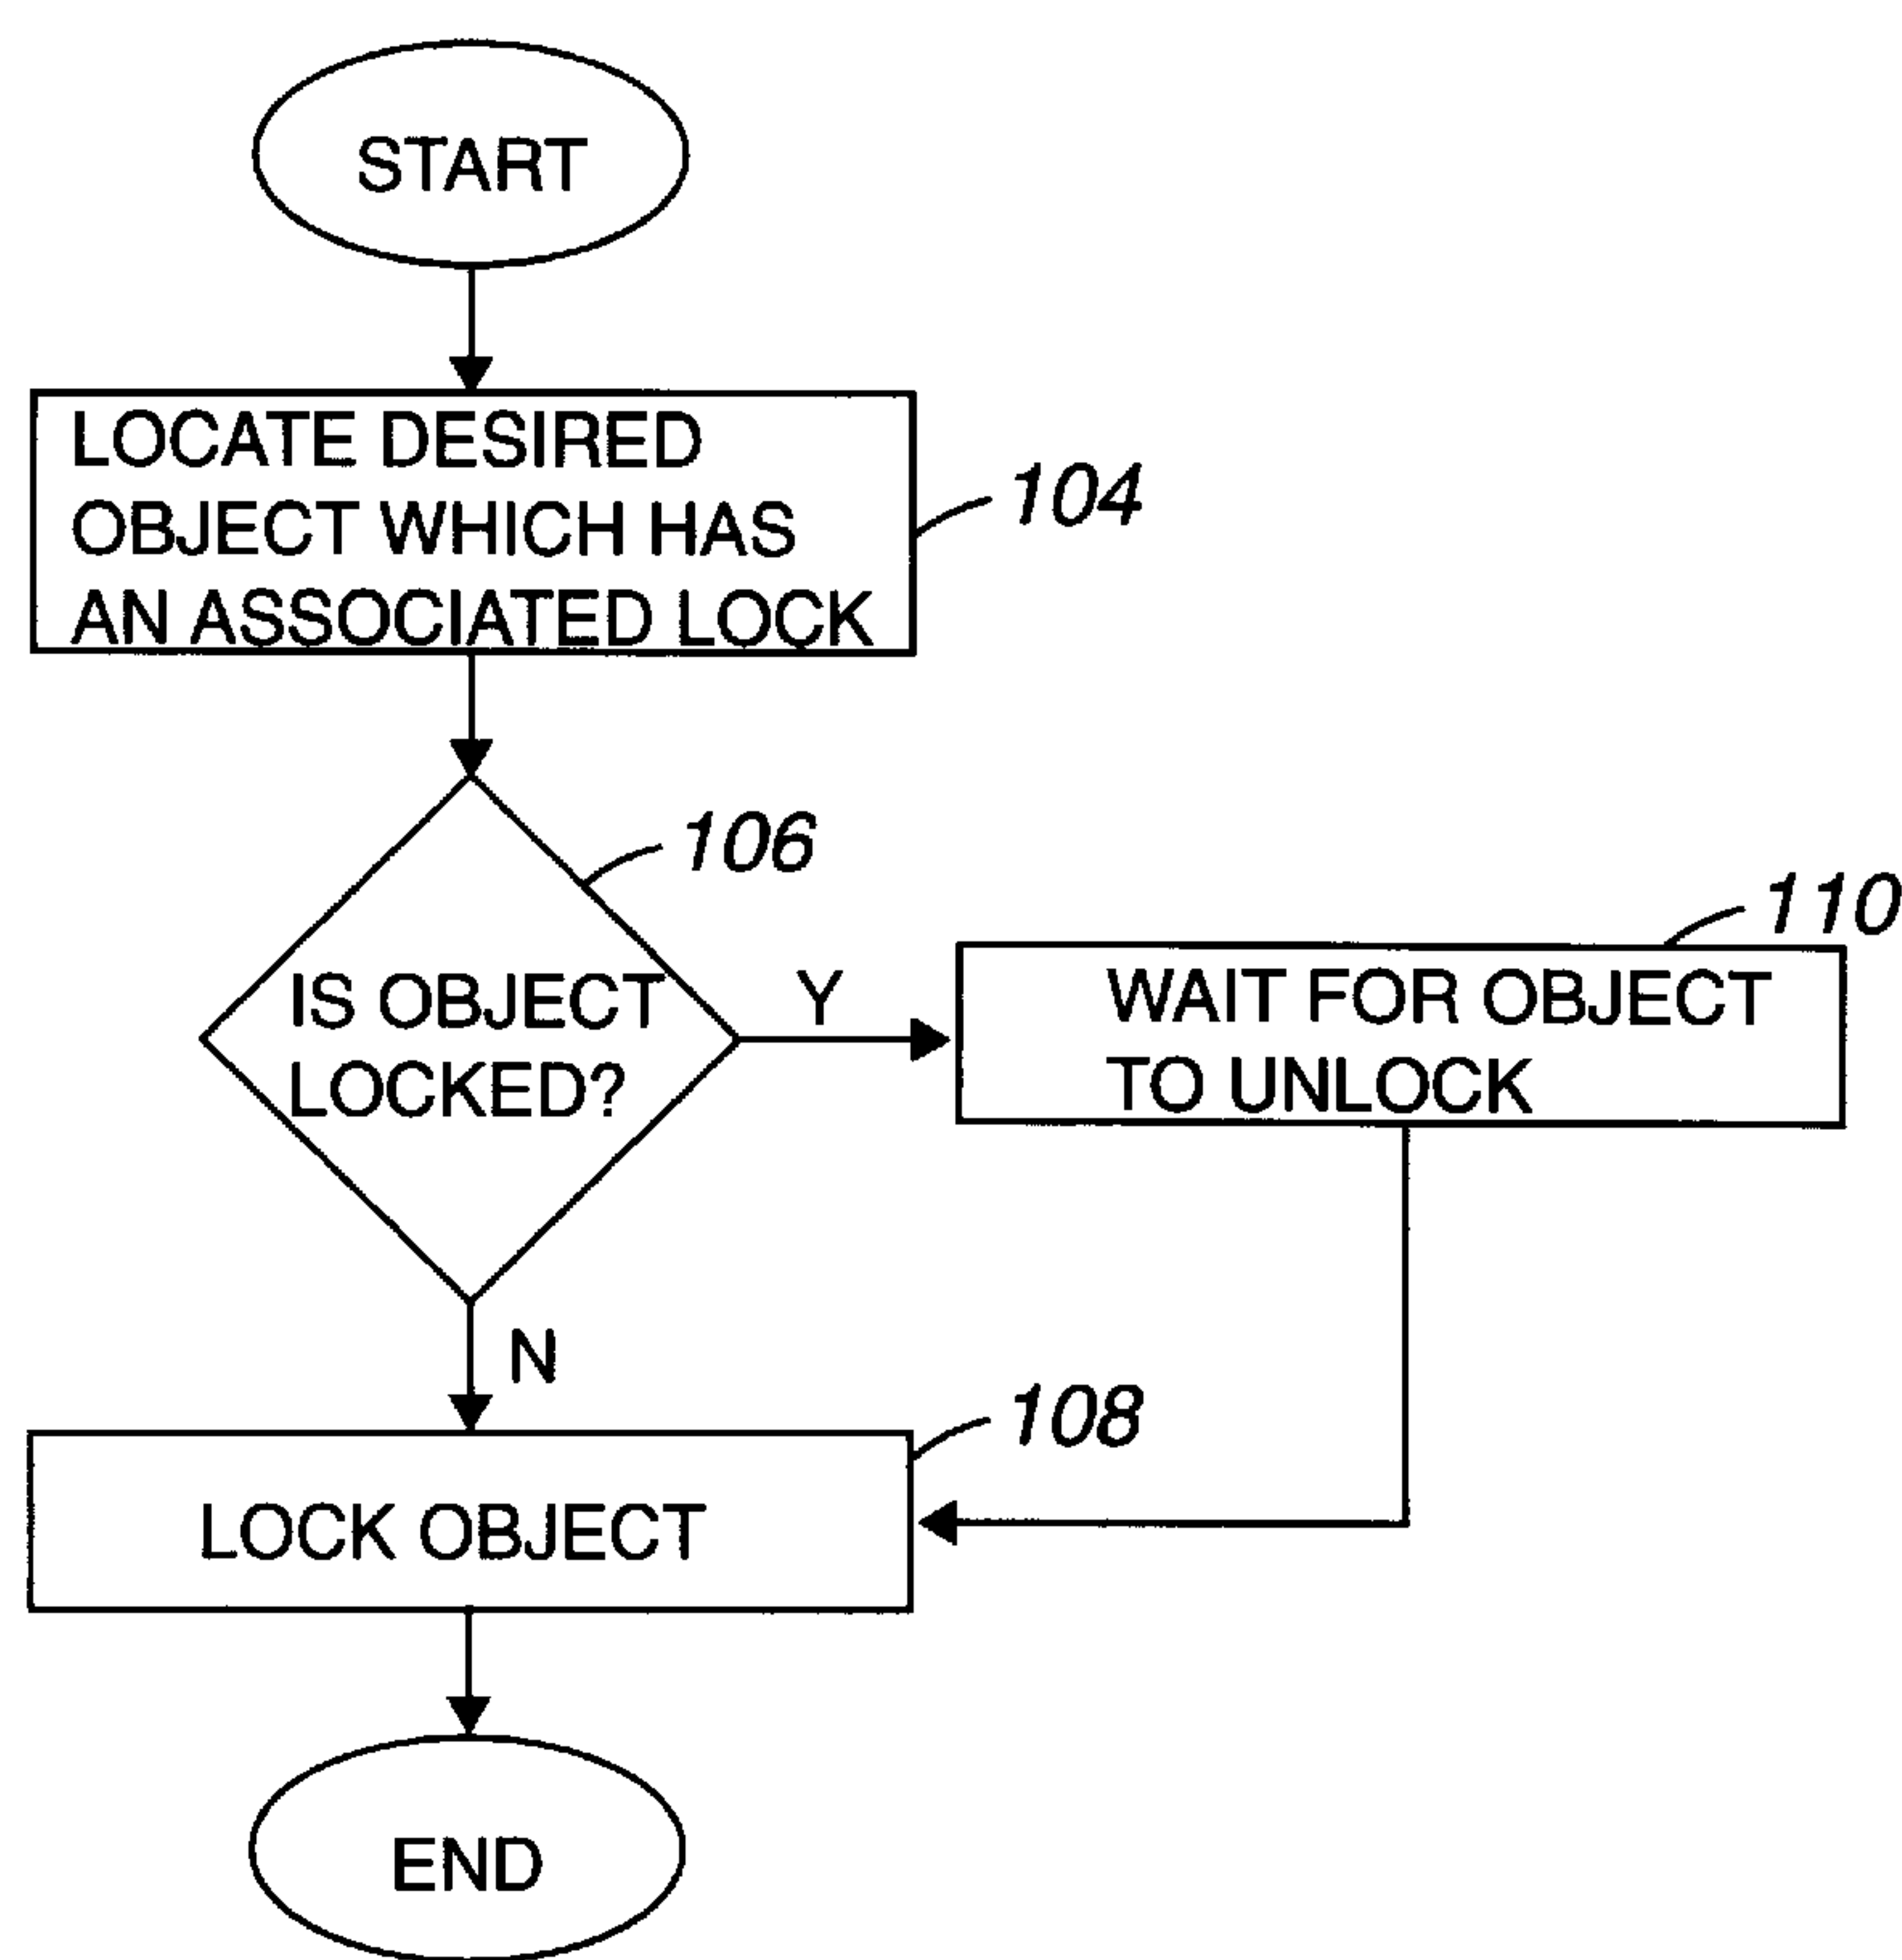 START
LOCATE DESIRED
OBJECT WHICH HAS
AN ASSOCIATED LOCK
104
106
IS OBJECT
LOCKED?
Y
110
WAIT FOR OBJECT
TO UNLOCK
N
108
LOCK OBJECT
END